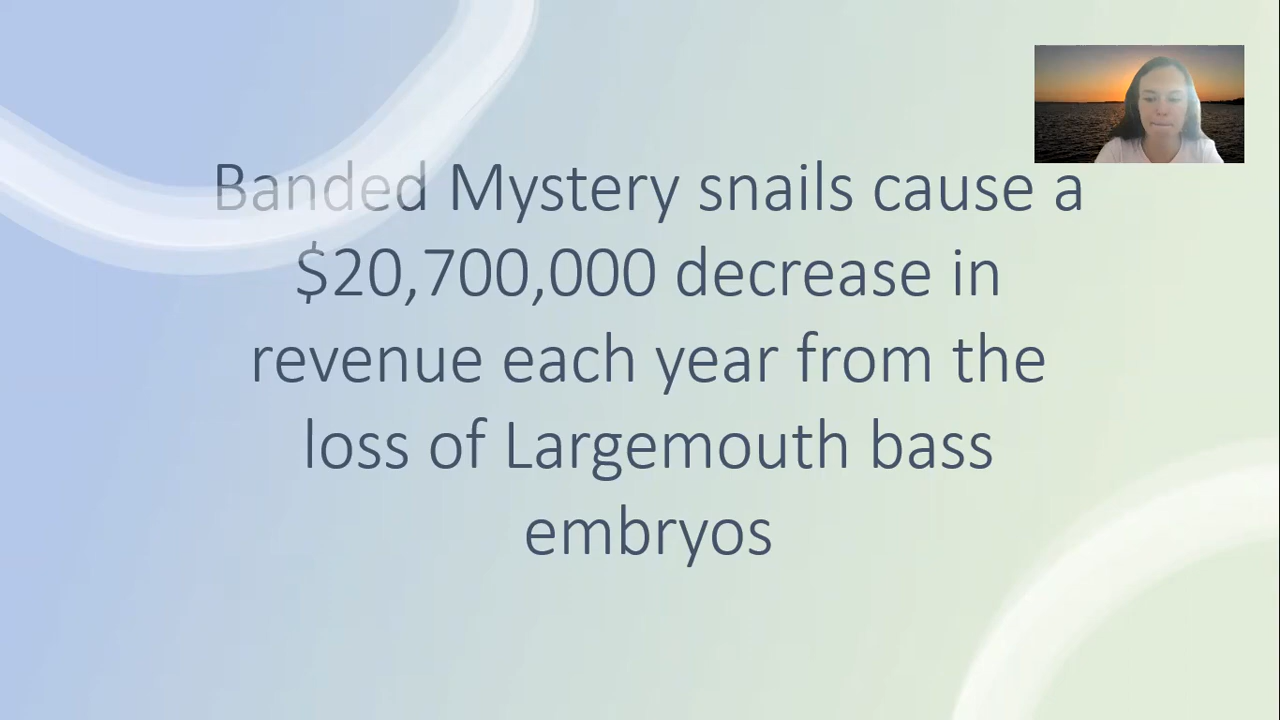 Banded Mystery snails cause a
$20,700,000 decrease in
revenue each year from the
loss of Largemouth bass
embryos